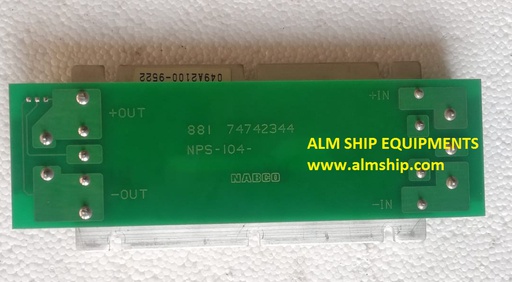 049A2100-9522
+OUT
+IN
881 74742344
NPS-104-
NABCO
-OUT
-IN
ALM SHIP EQUIPMENTS
www.almship.com